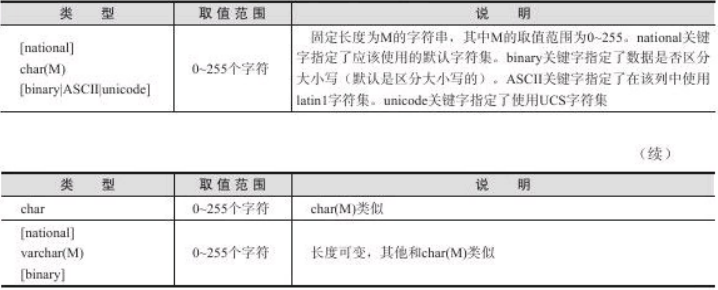 类 型 取 值 范 围 说 明
[national]
char(M)
[binary|ASCII|unicode]
0~255个字符
固定长度为M的字符串，其中M的取值范围为0~255。national关键
字指定了应该使用的默认字符集。binary关键字指定了数据是否区分
大小写（默认是区分大小写的）。ASCII关键字指定了在该列中使用
latin1字符集。unicode关键字指定了使用UCS字符集
（续）
类 型 取 值 范 围 说 明
char 0~255个字符 char(M)类似
[national]
varchar(M)
[binary]
0~255个字符
长度可变，其他和char(M)类似